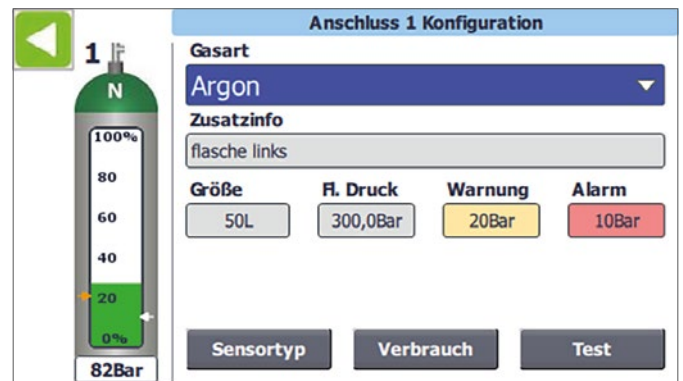 Anschluss 1 Konfiguration
1
N
100%
80
60
40
20
0%
82Bar
Gasart
Argon
Zusatzinfo
flasche links
Größe Fl. Druck Warnung Alarm
50L 300,0Bar 20Bar 10Bar
Sensortyp Verbrauch Test